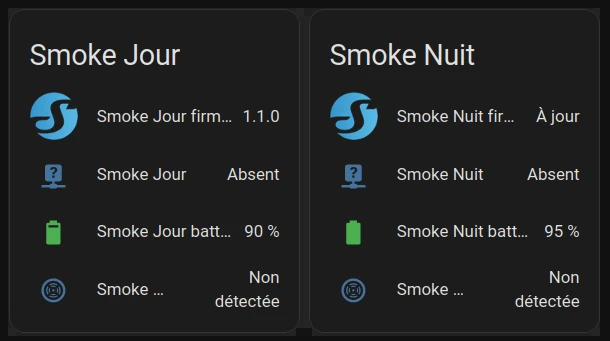 Smoke Jour
Smoke Jour firm... 1.1.0
Smoke Jour Absent
Smoke Jour batt... 90 %
Smoke ... Non détectée
Smoke Nuit
Smoke Nuit fir... À jour
Smoke Nuit Absent
Smoke Nuit batt... 95 %
Smoke ... Non détectée